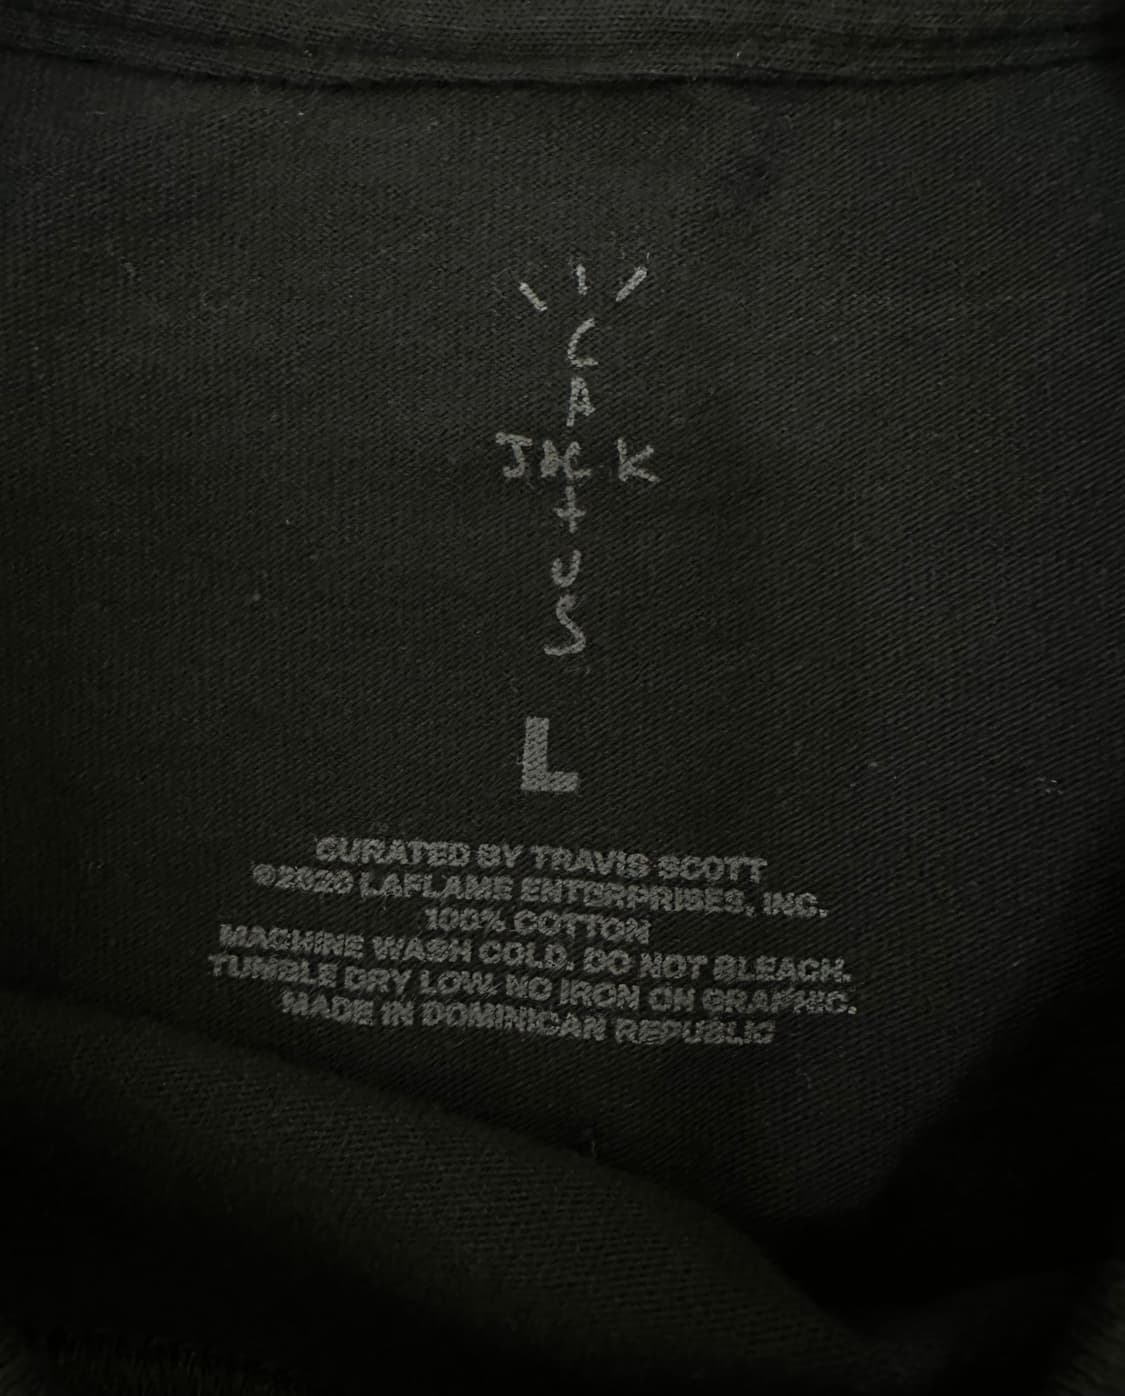 CACTUS
JACK
L
CURATED BY TRAVIS SCOTT
©2020 LAFLAME ENTERPRISES, INC.
100% COTTON
MACHINE WASH COLD. DO NOT BLEACH.
TUMBLE DRY LOW. NO IRON ON GRAPHIC.
MADE IN DOMINICAN REPUBLIC